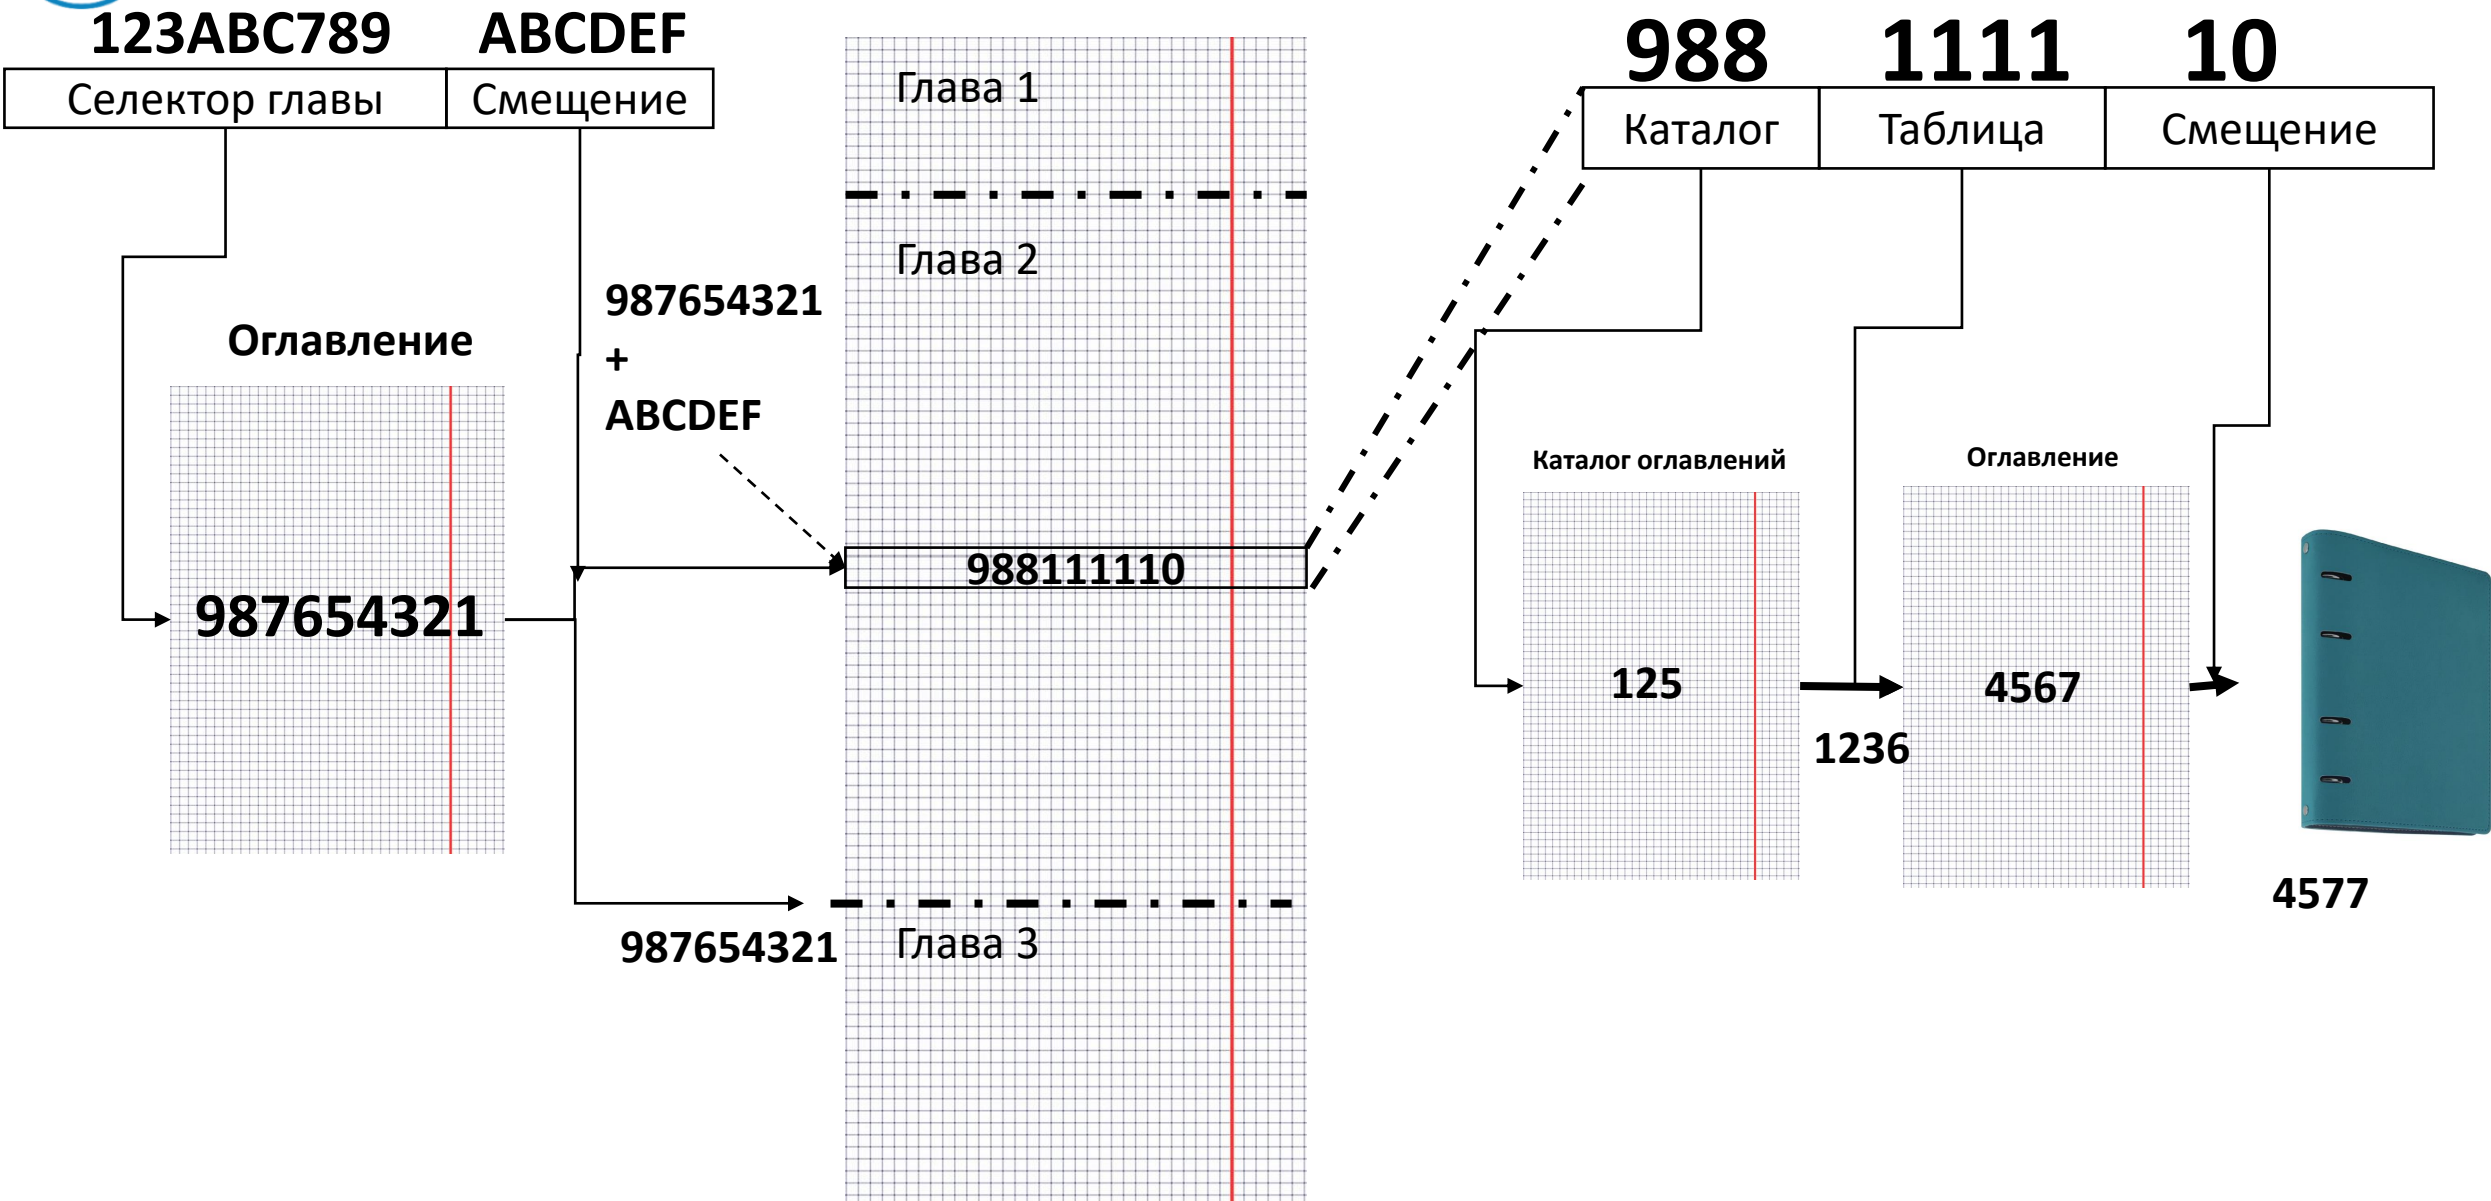 123ABC789 ABCDEF
Селектор главы Смещение
Оглавление
987654321
987654321
+
ABCDEF
987654321
Глава 1
Глава 2
988111110
Глава 3
988 1111 10
Каталог Таблица Смещение
Каталог оглавлений
Оглавление
125
1236
4567
4577